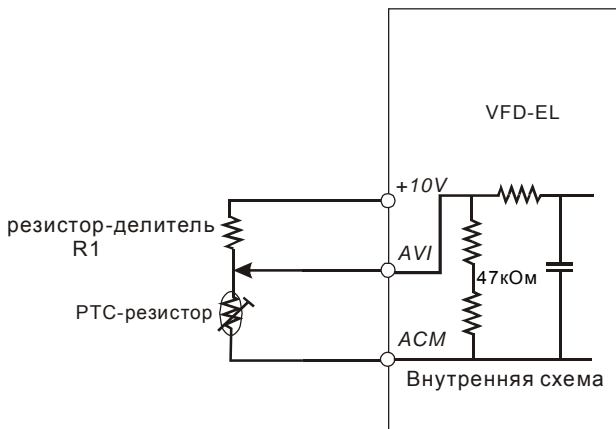 VFD-EL
+10V
резистор-делитель
R1
AVI
47кОм
PTC-резистор
ACM
Внутренняя схема